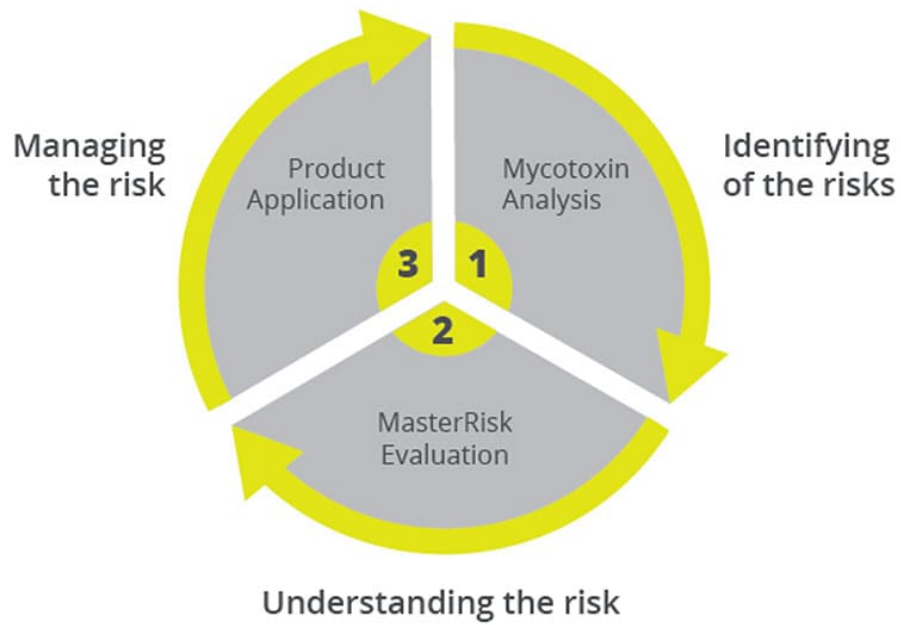 Managing
the risk
Product
Application
Mycotoxin
Analysis
Identifying
of the risks
3
1
2
MasterRisk
Evaluation
Understanding the risk